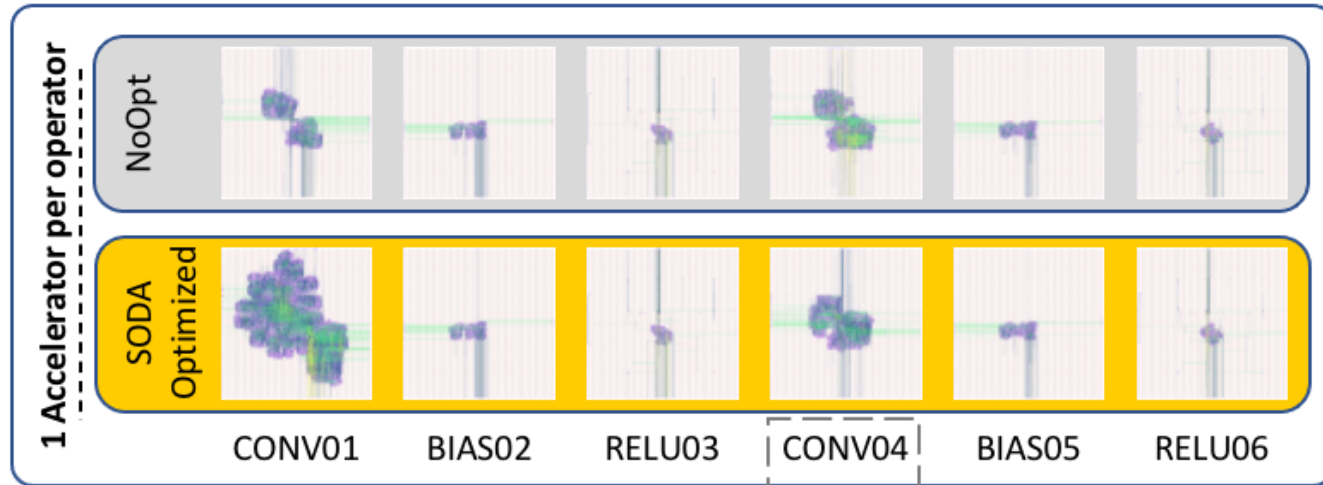 1 Accelerator per operator
NoOpt
SODA
Optimized
CONV01 BIAS02 RELU03 CONV04 BIAS05 RELU06